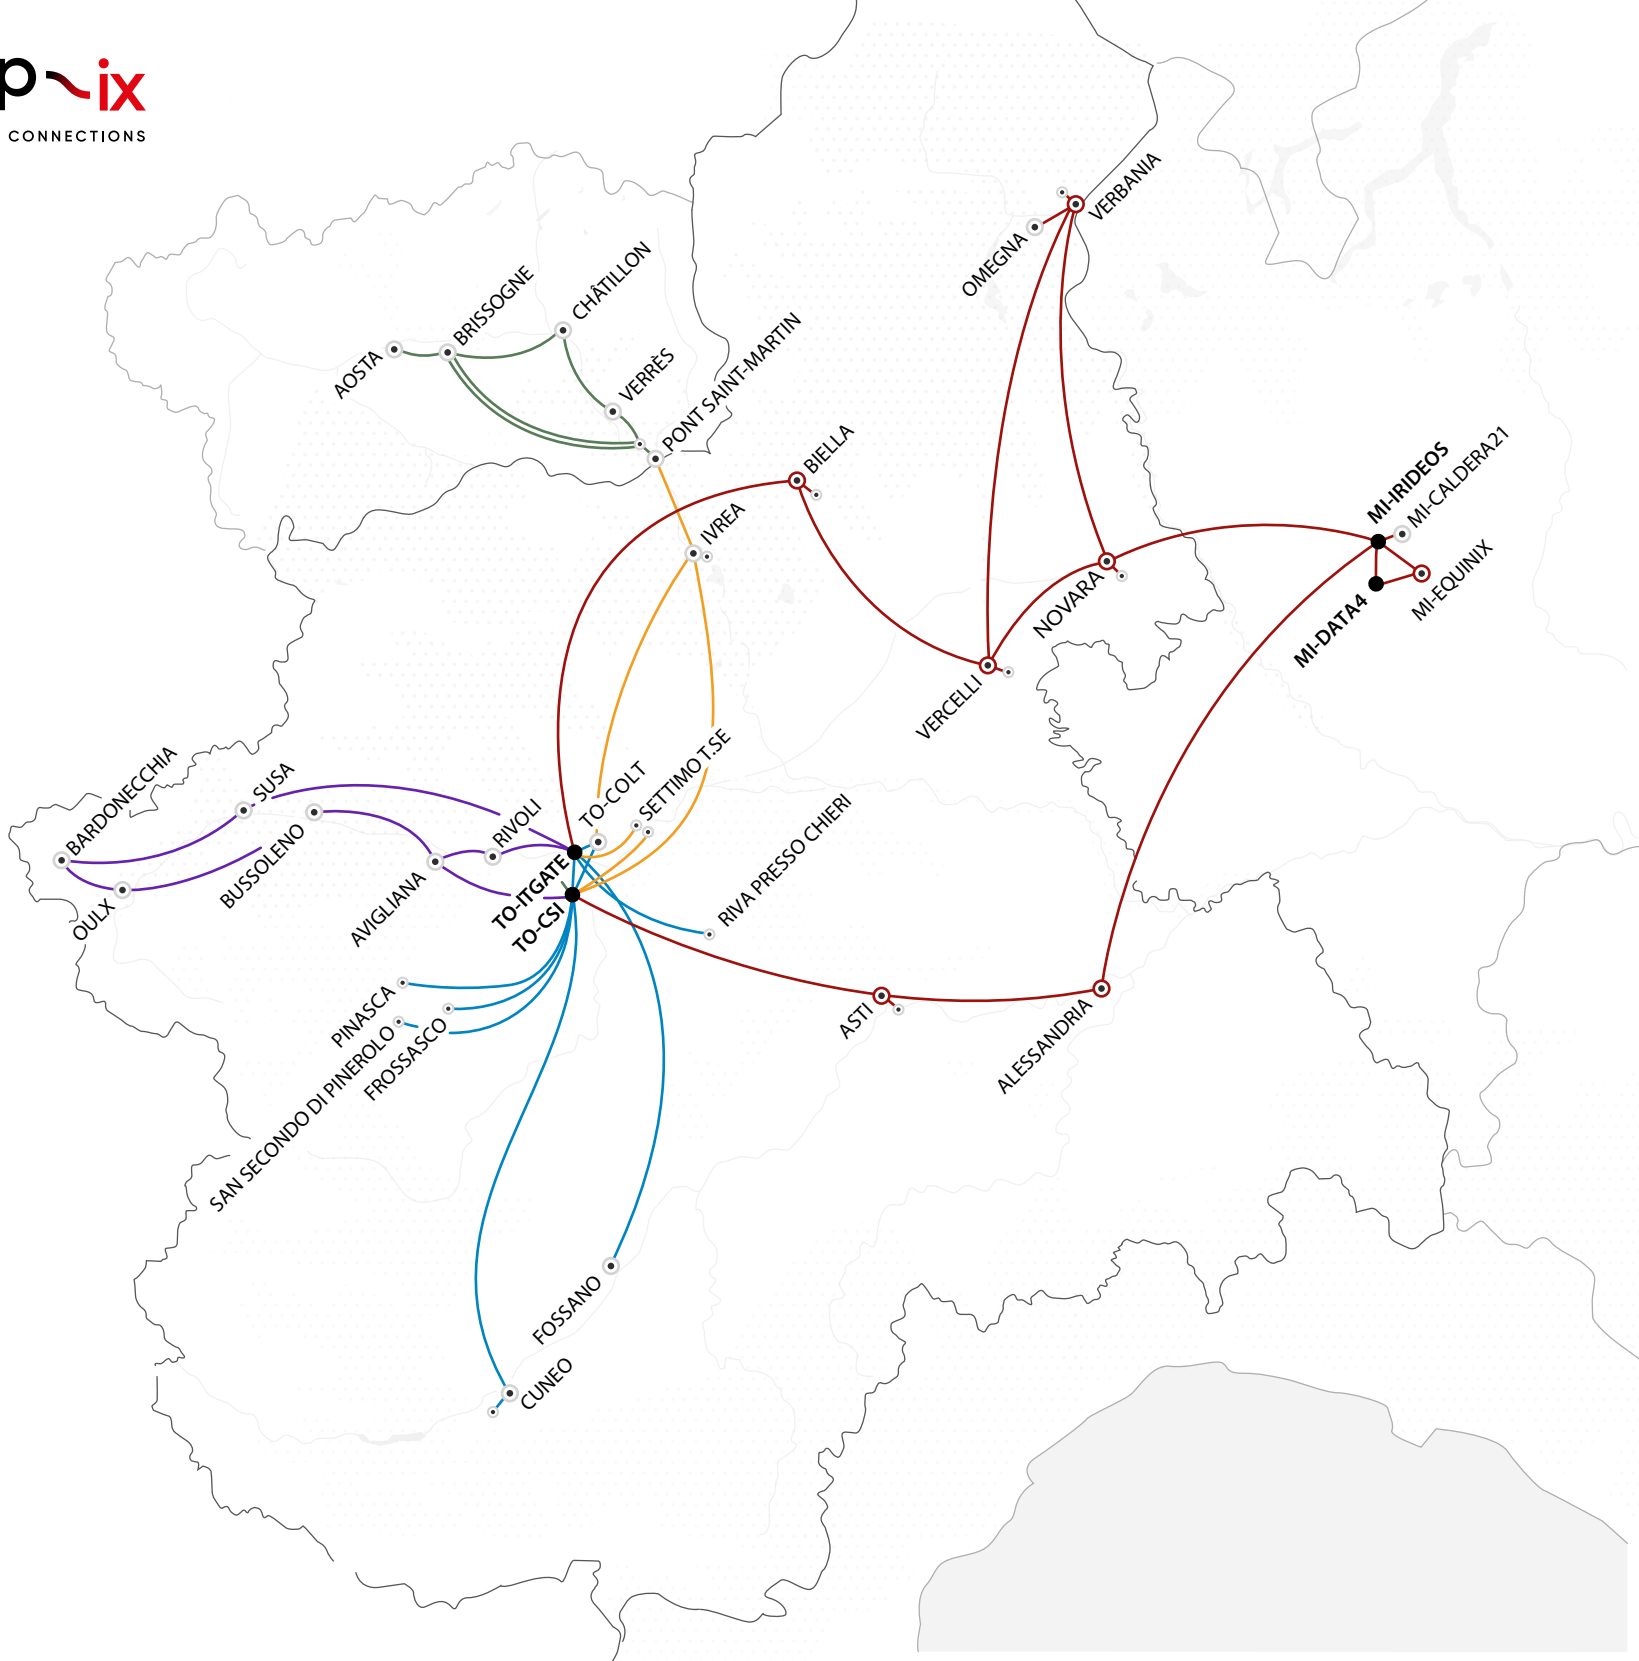 p ix
CONNECTIONS
VERBANIA
OMEGNA
CHÂTILLON
BRISSOGNE
AOSTA
VERRÈS
PONT SAINT-MARTIN
BIELLA
IVREA
MI-IRIDEOS
MI-CALDERA21
MI-EQUINIX
MI-DATA4
NOVARA
VERCELLI
BARDONECCHIA
SUSA
BUSSOLENO
OULX
RIVOLI
AVIGLIANA
TO-COLT
SETTIMO T.SE
TO-ITGATE
TO-CSI
RIVA PRESSO CHIERI
PINASCA
SAN SECONDO DI PINEROLO
FROSSASCO
ASTI
ALESSANDRIA
FOSSANO
CUNEO